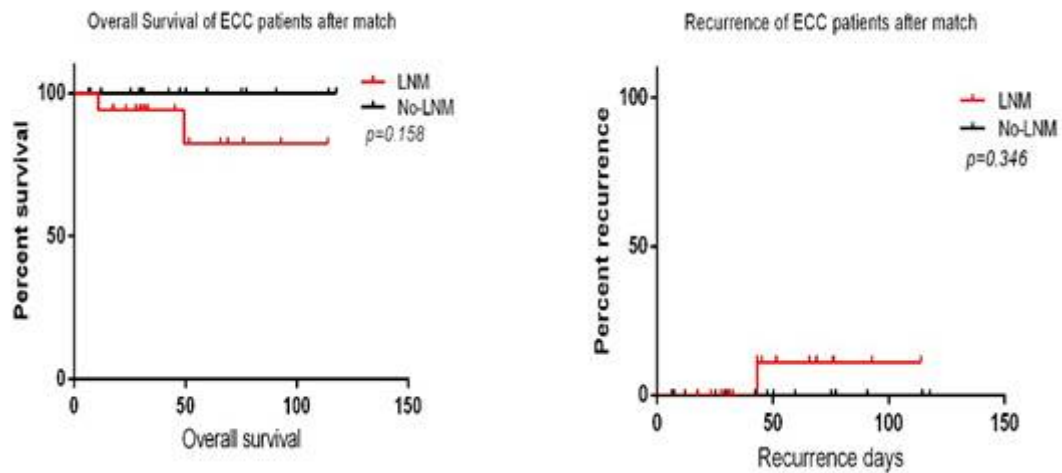 Overall Survival of ECC patients after match
100
50
0
Percent survival
0 50 100 150
Overall survival
LNM
No-LNM
p=0.158
Recurrence of ECC patients after match
100
50
0
Percent recurrence
0 50 100 150
Recurrence days
LNM
No-LNM
p=0.346